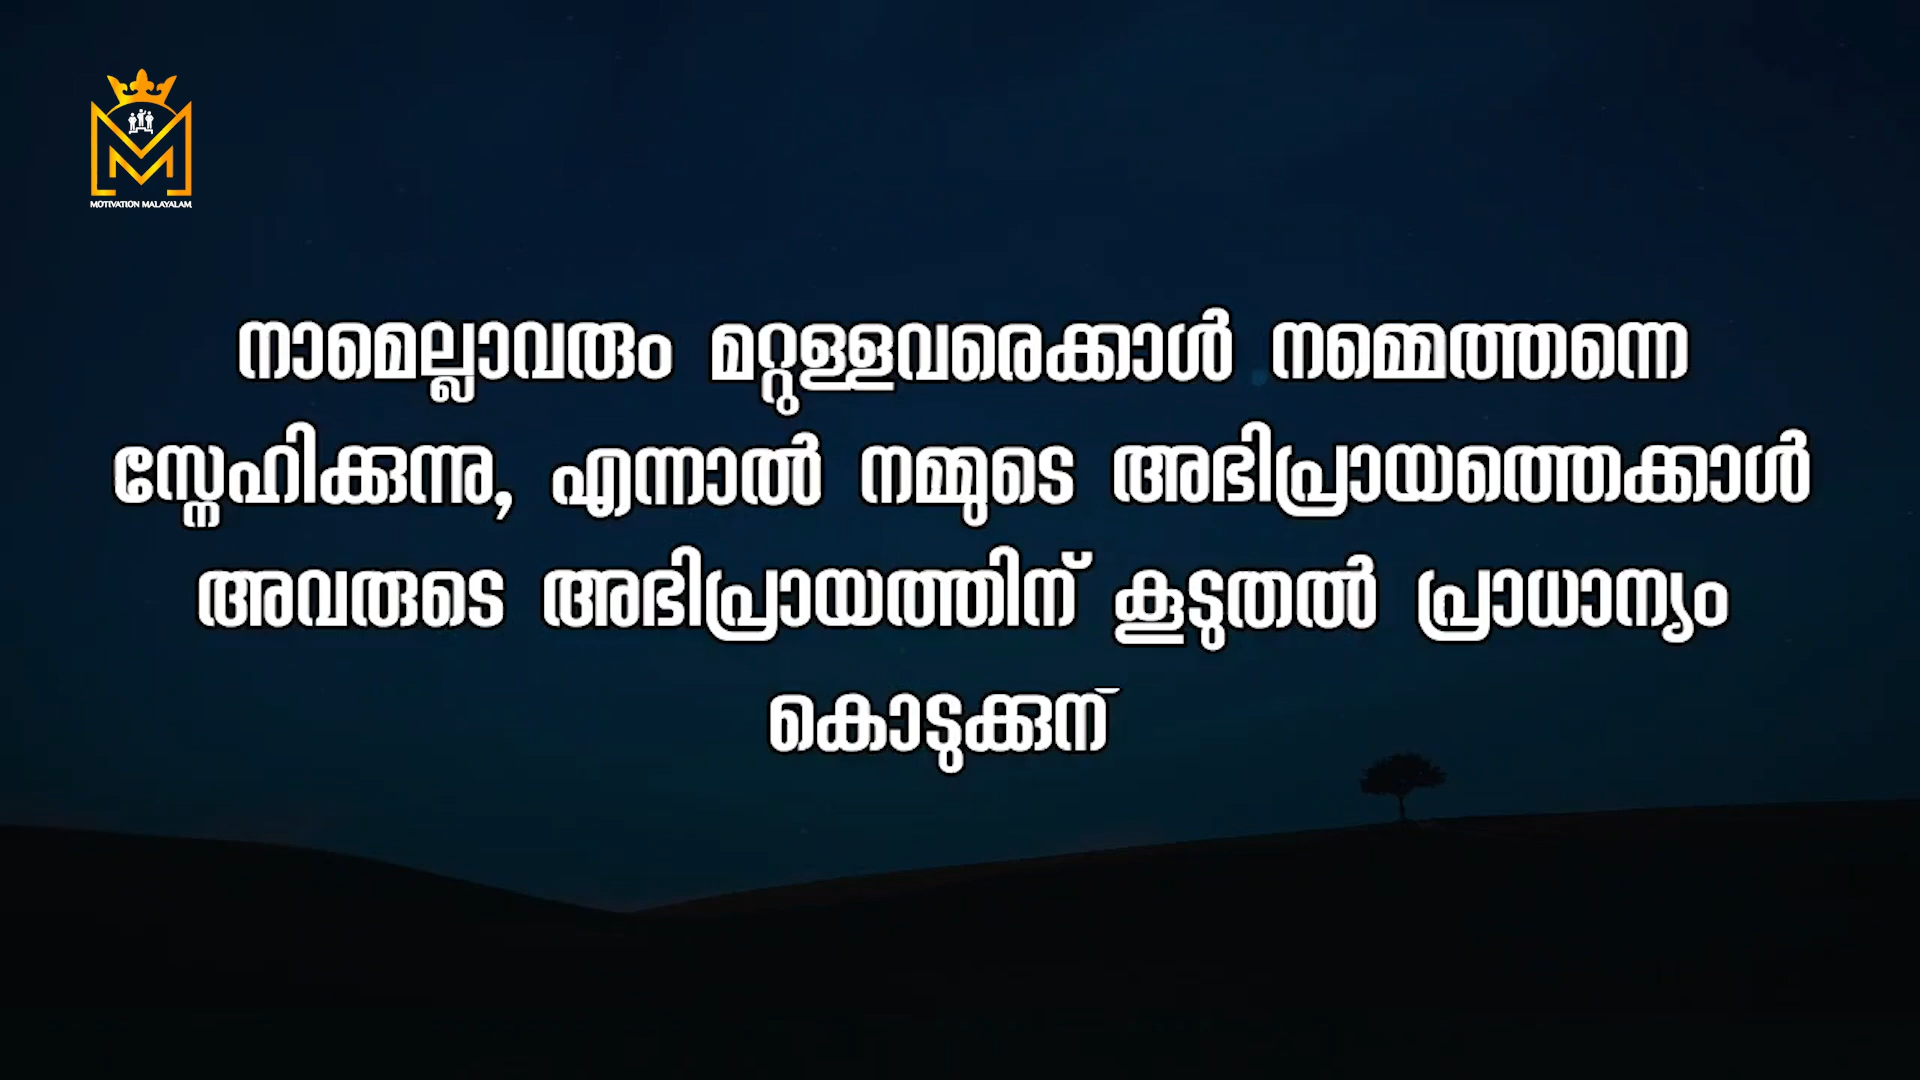 MOTIVATION MALAYALAM
നാമെല്ലാവരും മറ്റുള്ളവരെക്കാൾ നമ്മെത്തന്നെ
സ്നേഹിക്കുന്നു, എന്നാൽ നമ്മുടെ അഭിപ്രായത്തെക്കാൾ
അവരുടെ അഭിപ്രായത്തിന് കൂടുതൽ പ്രാധാന്യം
കൊടുക്കുന്